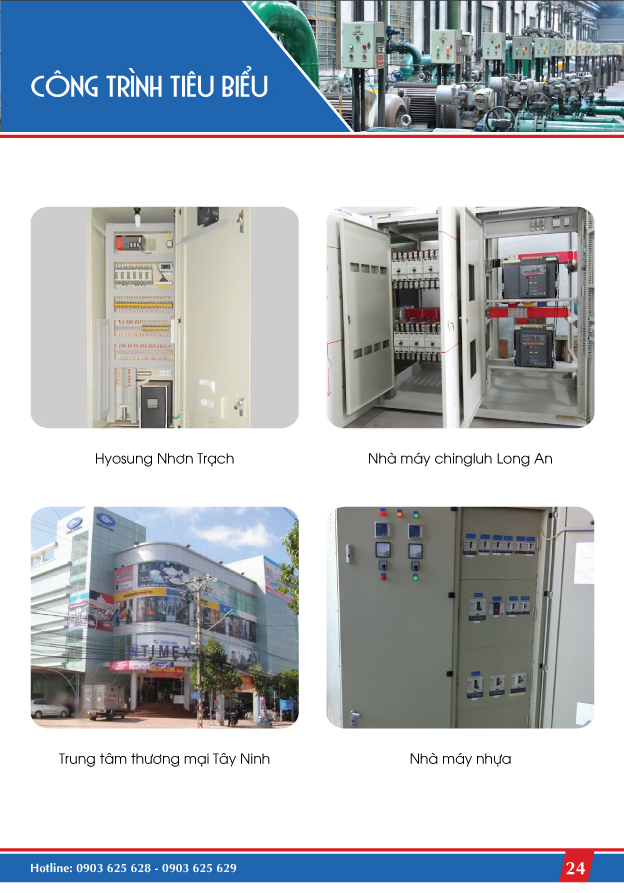 CÔNG TRÌNH TIÊU BIỂU
Hyosung Nhơn Trạch
Nhà máy chingluh Long An
INTIMEX
Trung tâm thương mại Tây Ninh
Nhà máy nhựa
Hotline: 0903 625 628 - 0903 625 629
24